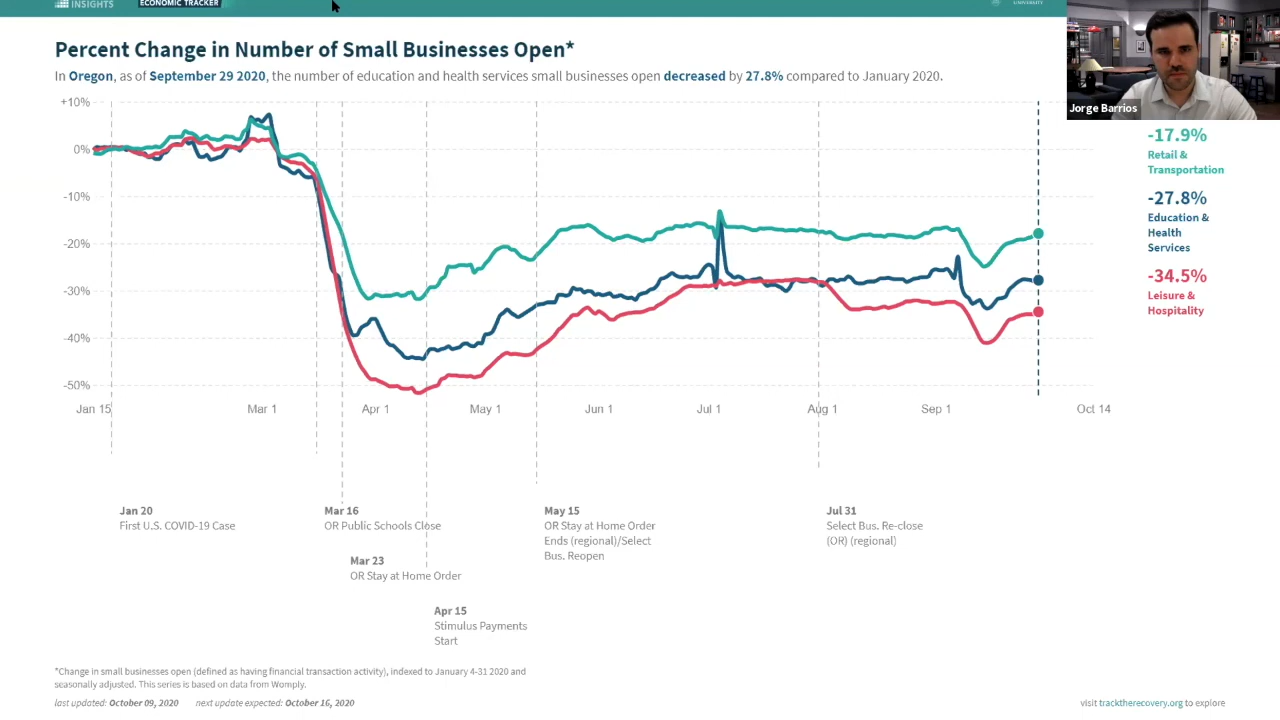 INSIGHTS
ECONOMIC TRACKER
UNIVERSITY
Percent Change in Number of Small Businesses Open*
In Oregon, as of September 29 2020, the number of education and health services small businesses open decreased by 27.8% compared to January 2020.
Jorge Barrios
+10%
0%
-10%
-20%
-30%
-40%
-50%
Jan 15
Mar 1
Apr 1
May 1
Jun 1
Jul 1
Aug 1
Sep 1
Oct 14
-17.9%
Retail &
Transportation
-27.8%
Education &
Health
Services
-34.5%
Leisure &
Hospitality
Jan 20
First U.S. COVID-19 Case
Mar 16
OR Public Schools Close
Mar 23
OR Stay at Home Order
Apr 15
Stimulus Payments
Start
May 15
OR Stay at Home Order
Ends (regional)/Select
Bus. Reopen
Jul 31
Select Bus. Re-close
(OR) (regional)
*Change in small businesses open (defined as having financial transaction activity), indexed to January 4-31 2020 and
seasonally adjusted. This series is based on data from Womply.
last updated: October 09, 2020 next update expected: October 16, 2020
visit tracktherecovery.org to explore